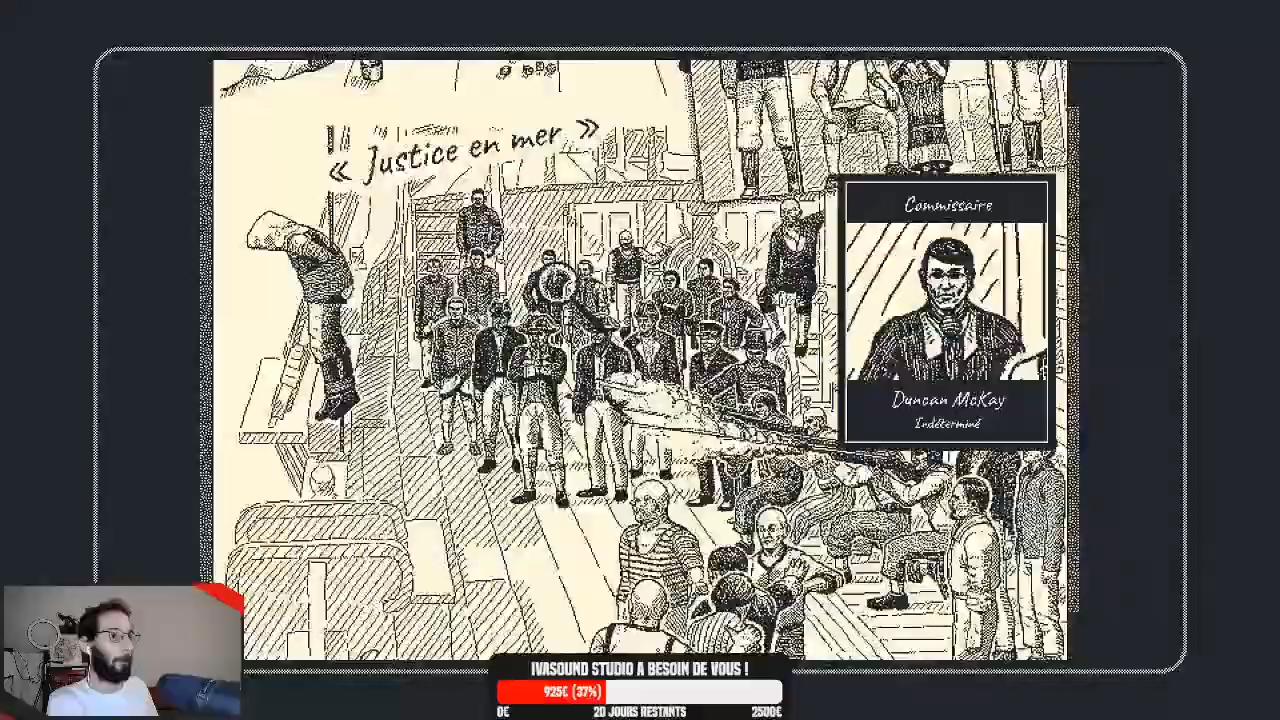 « Justice en mer »
Commissaire
Duncan McKay
Indéterminé
IVASOUND STUDIO A BESOIN DE VOUS !
925€ (37%)
0€ 20 JOURS RESTANTS 2500€